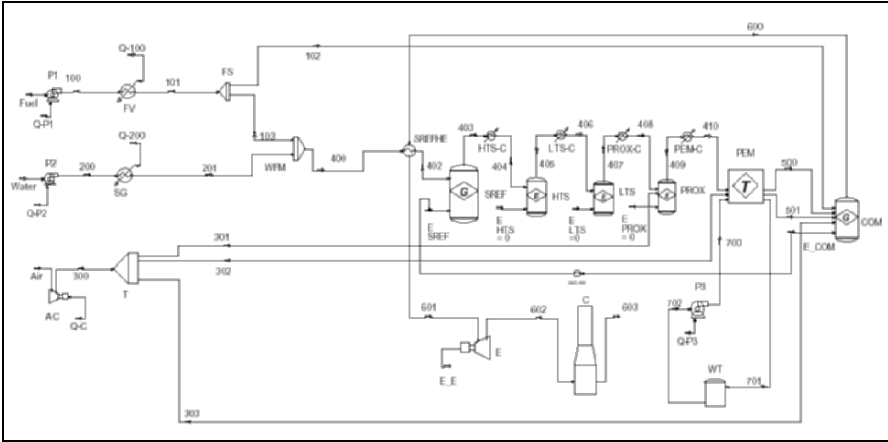 600
Q-100
102
P1
100
101
FS
FV
Fuel
Q-P1
103
403
406
408
410
Q-200
SREFHE
HTS-C
LTS-C
PROX-C
PEM-C
P2
200
201
WFM
400
402
404
405
407
409
PEM
500
T
G
E
E
E
G
Water
SG
SREF
HTS
LTS
PROX
501
COM
Q-P2
E
SREF
E
HTS
= 0
E
LTS
=0
E
PROX
= 0
700
E_COM
301
302
Air
300
T
AC
Q-C
601
602
C
603
702
P3
Q-P3
E
E_E
WT
701
303